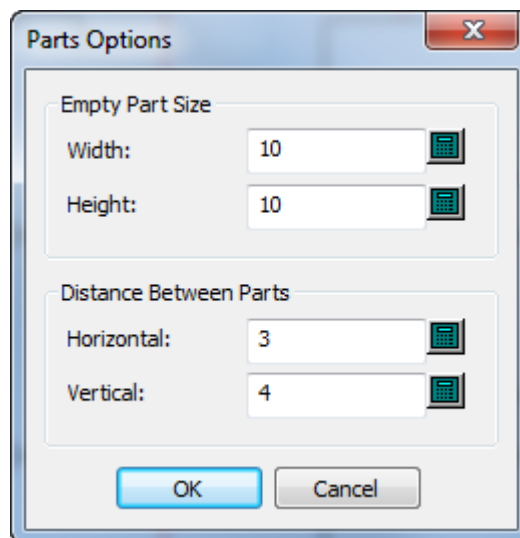 Parts Options
Empty Part Size
Width: 10
Height: 10
Distance Between Parts
Horizontal: 3
Vertical: 4
OK Cancel